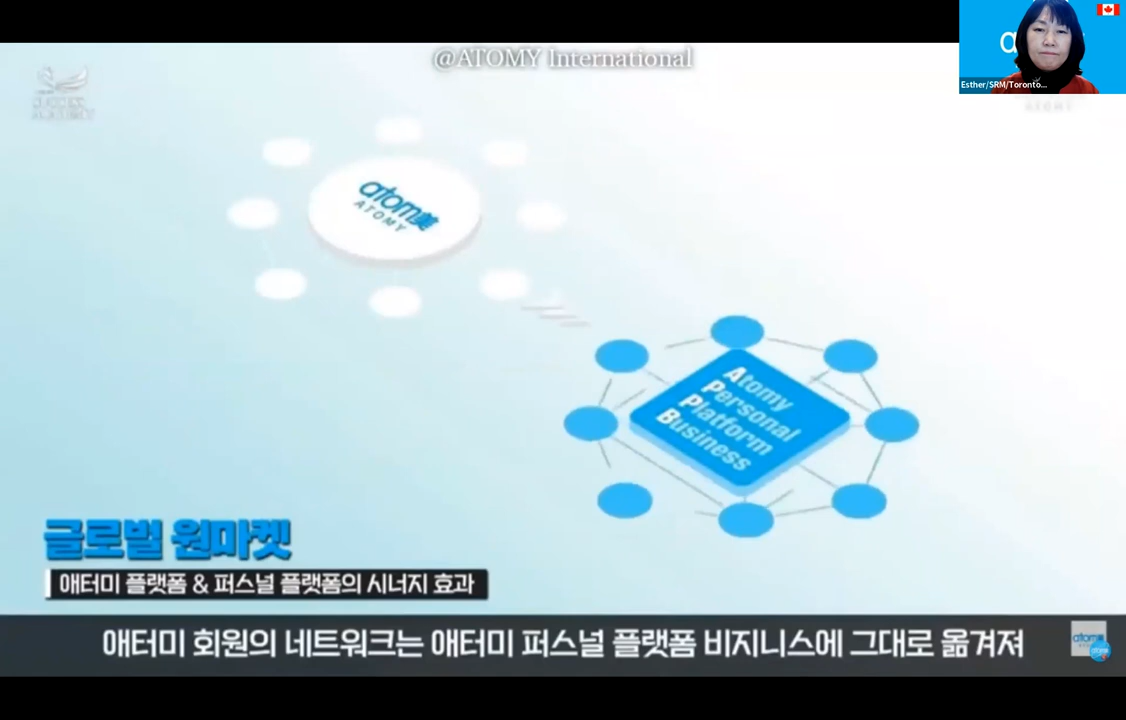 @ATOMY International
Esther/SRM/Toronto...
ATOMY
atom美
ATOMY
Atomy
Personal
Platform
Business
글로벌 원마켓
애터미 플랫폼 & 퍼스널 플랫폼의 시너지 효과
애터미 회원의 네트워크는 애터미 퍼스널 플랫폼 비지니스에 그대로 옮겨져